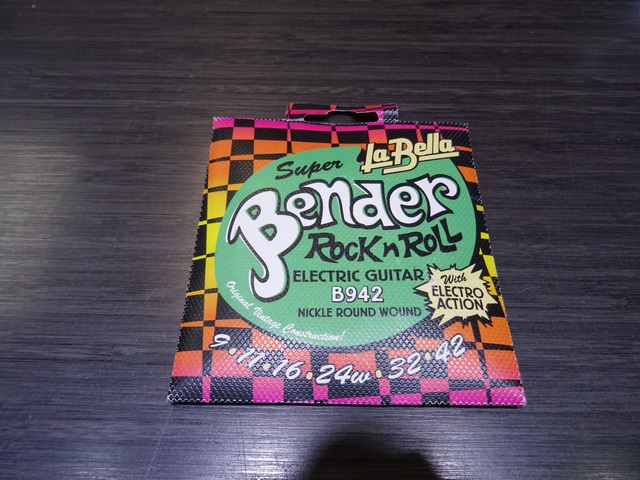 La Bella
Super
Bender
Rock n Roll
ELECTRIC GUITAR
B942
NICKLE ROUND WOUND
With
ELECTRO
ACTION
Original Vintage Construction!
9 • 11 • 16 • 24w • 32 • 42